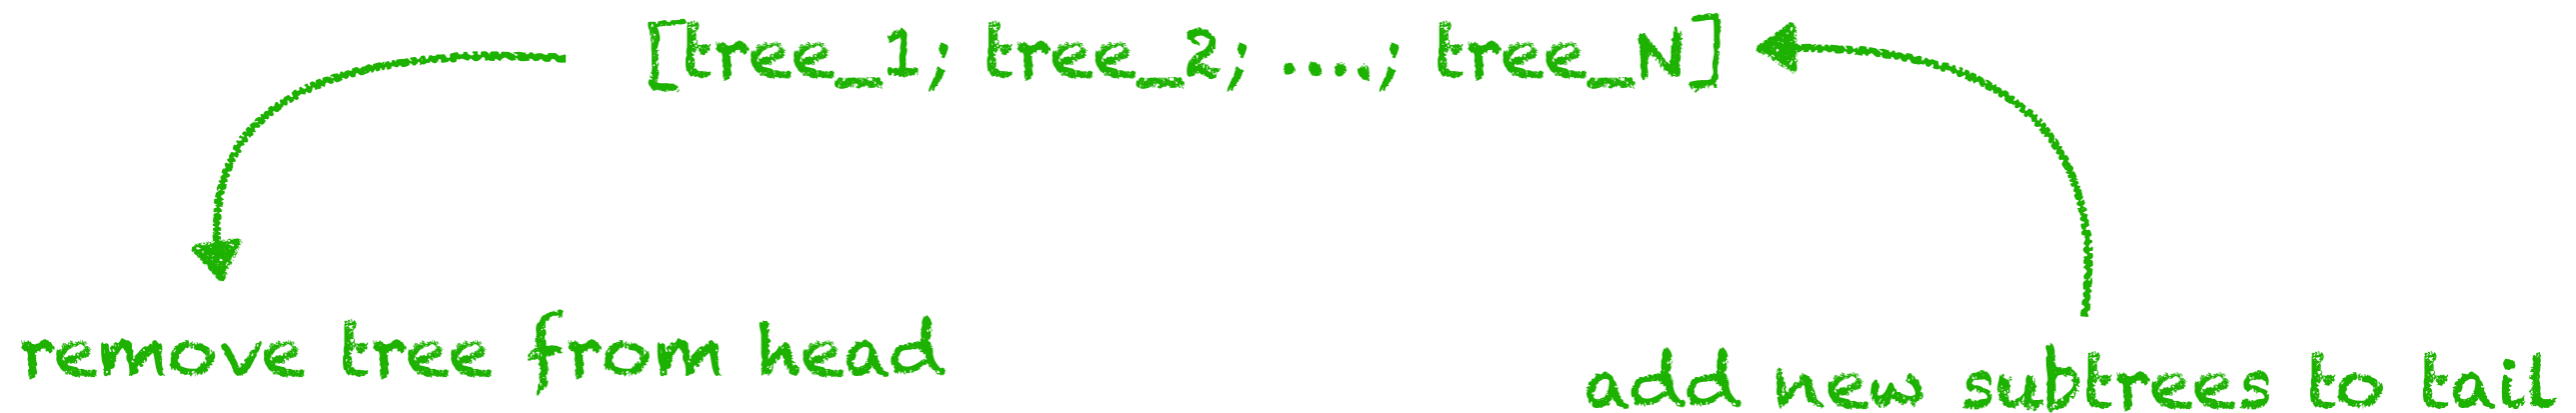 [tree_1; tree_2; ....; tree_N]
remove tree from head
add new subtrees to tail